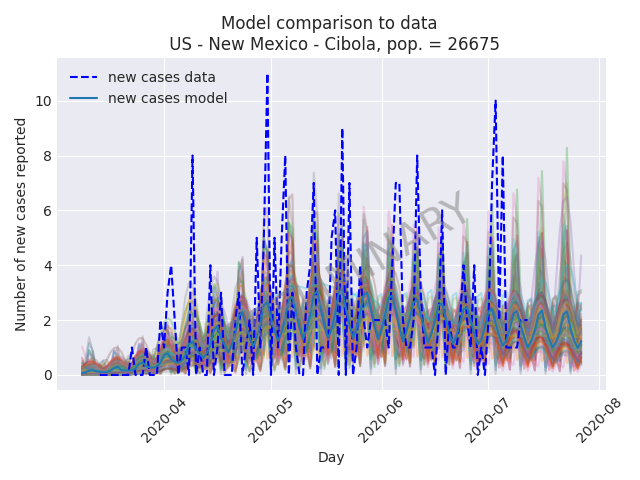 Model comparison to data
US - New Mexico - Cibola, pop. = 26675
new cases data
new cases model
Number of new cases reported
10
8
6
4
2
0
2020-04
2020-05
2020-06
2020-07
2020-08
Day